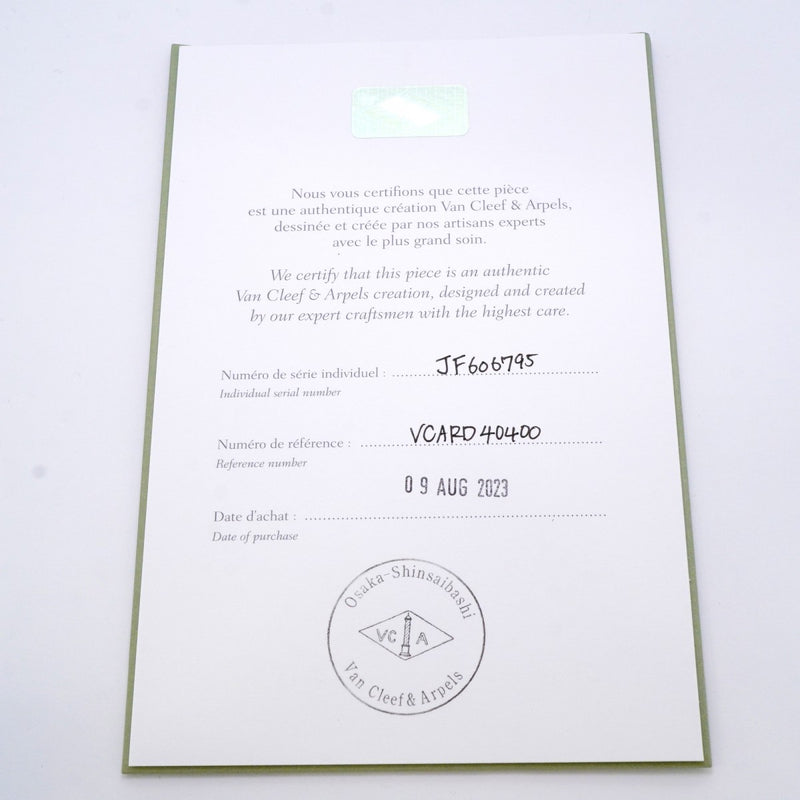 Nous vous certifions que cette pièce
est une authentique création Van Cleef & Arpels,
dessinée et créée par nos artisans experts
avec le plus grand soin.
We certify that this piece is an authentic
Van Cleef & Arpels creation, designed and created
by our expert craftsmen with the highest care.
Numéro de série individuel : JF606795
Individual serial number
Numéro de référence : VCARD40400
Reference number
09 AUG 2023
Date d'achat :
Date of purchase
Osaka-Shinsaibashi
VC A
Van Cleef & Arpels